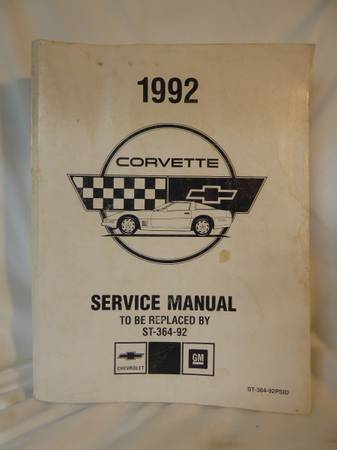 1992
CORVETTE
SERVICE MANUAL
TO BE REPLACED BY
ST-364-92
CHEVROLET
GM
ST-364-92PSID